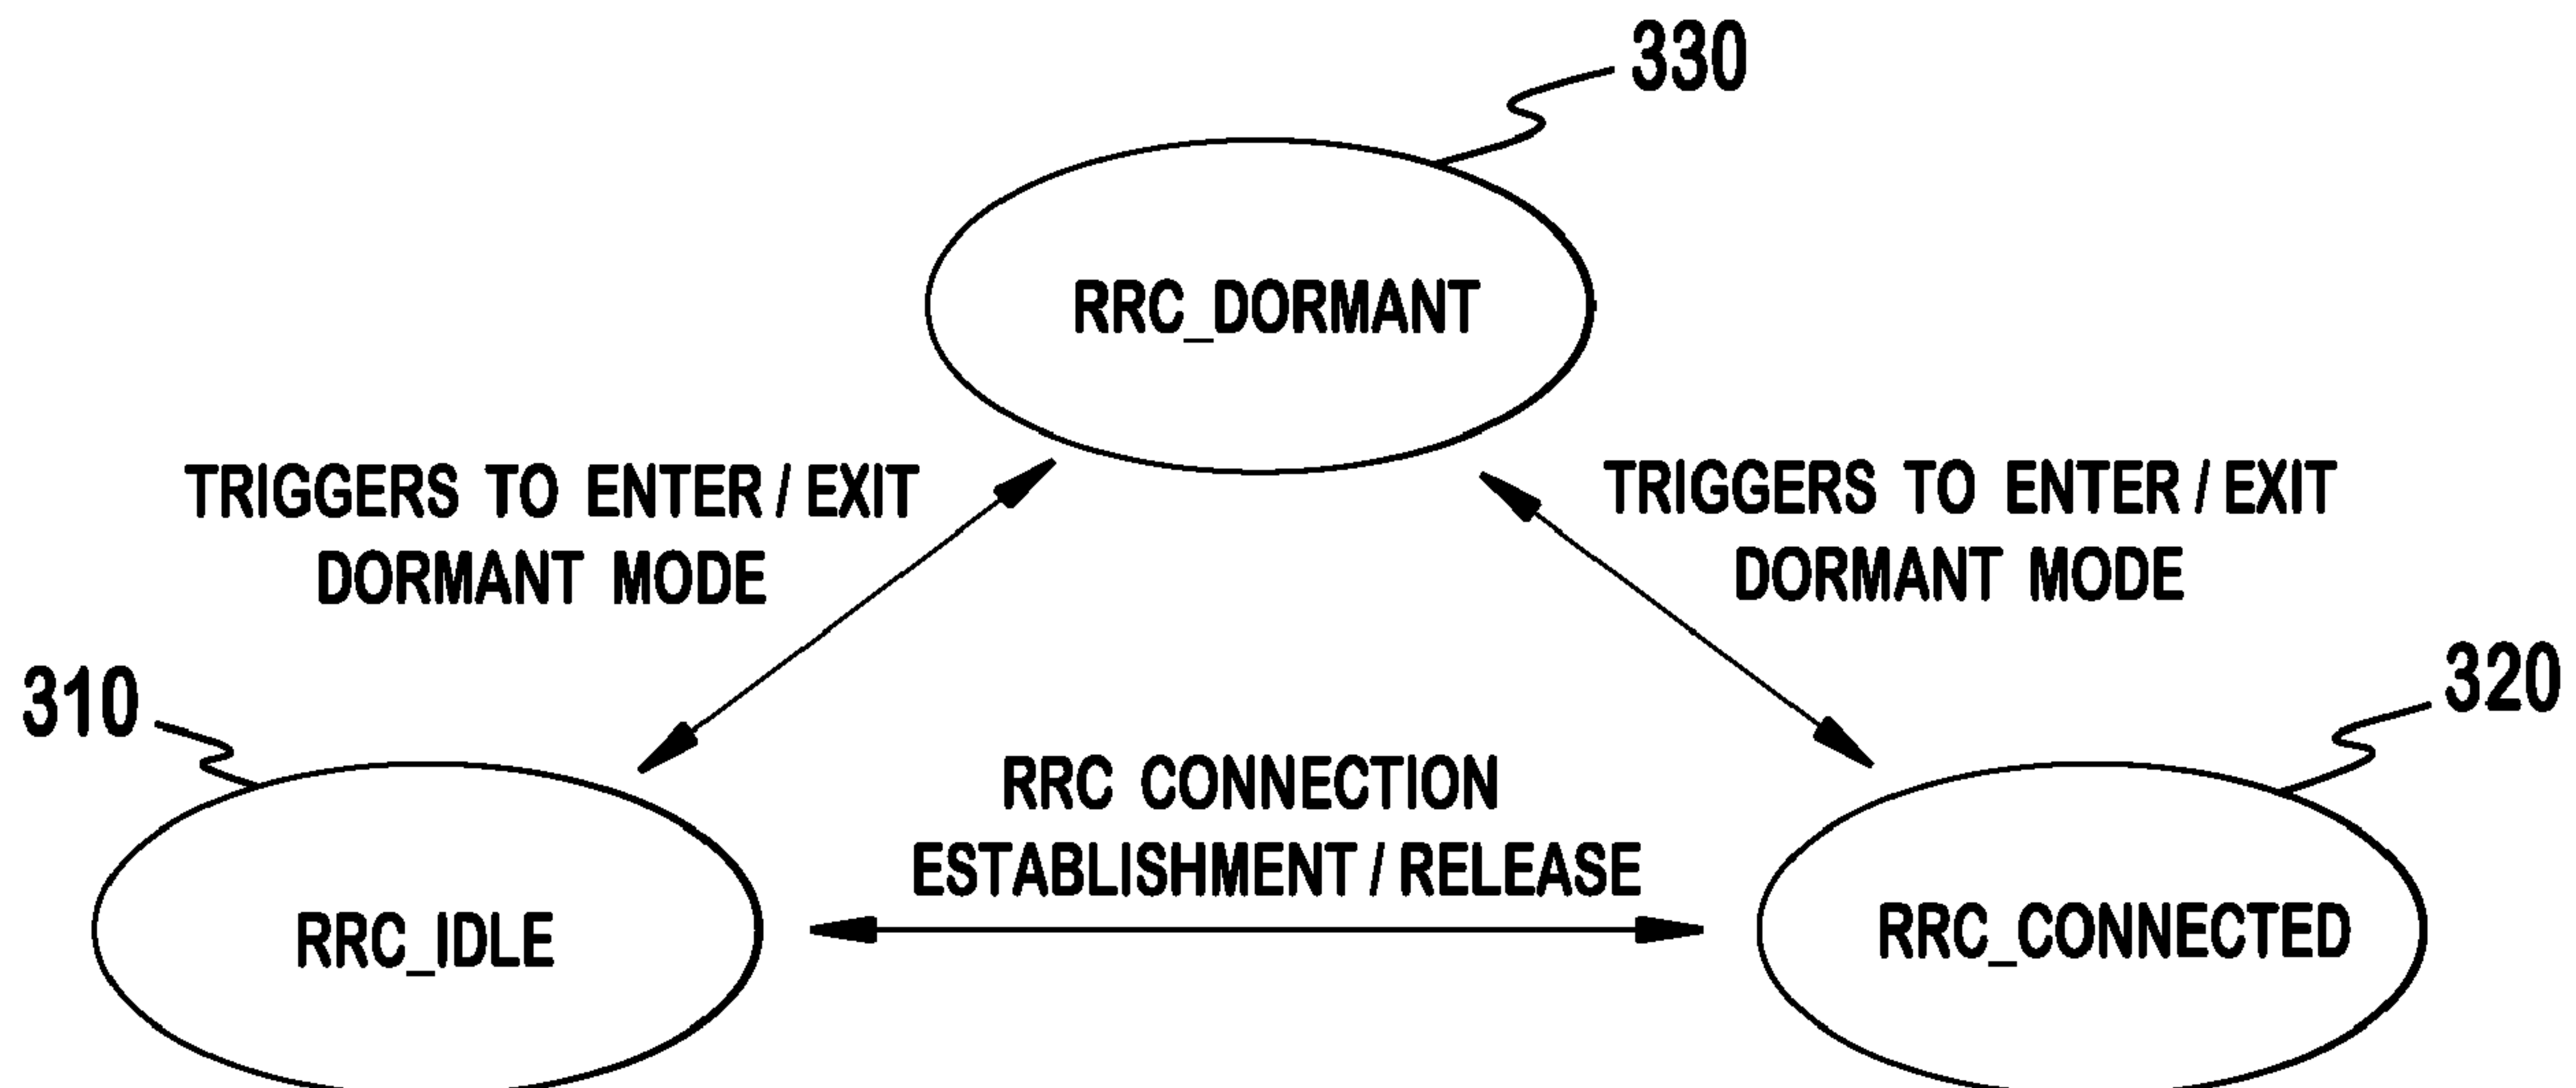 330
RRC_DORMANT
TRIGGERS TO ENTER / EXIT
DORMANT MODE
TRIGGERS TO ENTER / EXIT
DORMANT MODE
310
320
RRC CONNECTION
ESTABLISHMENT / RELEASE
RRC_IDLE
RRC_CONNECTED